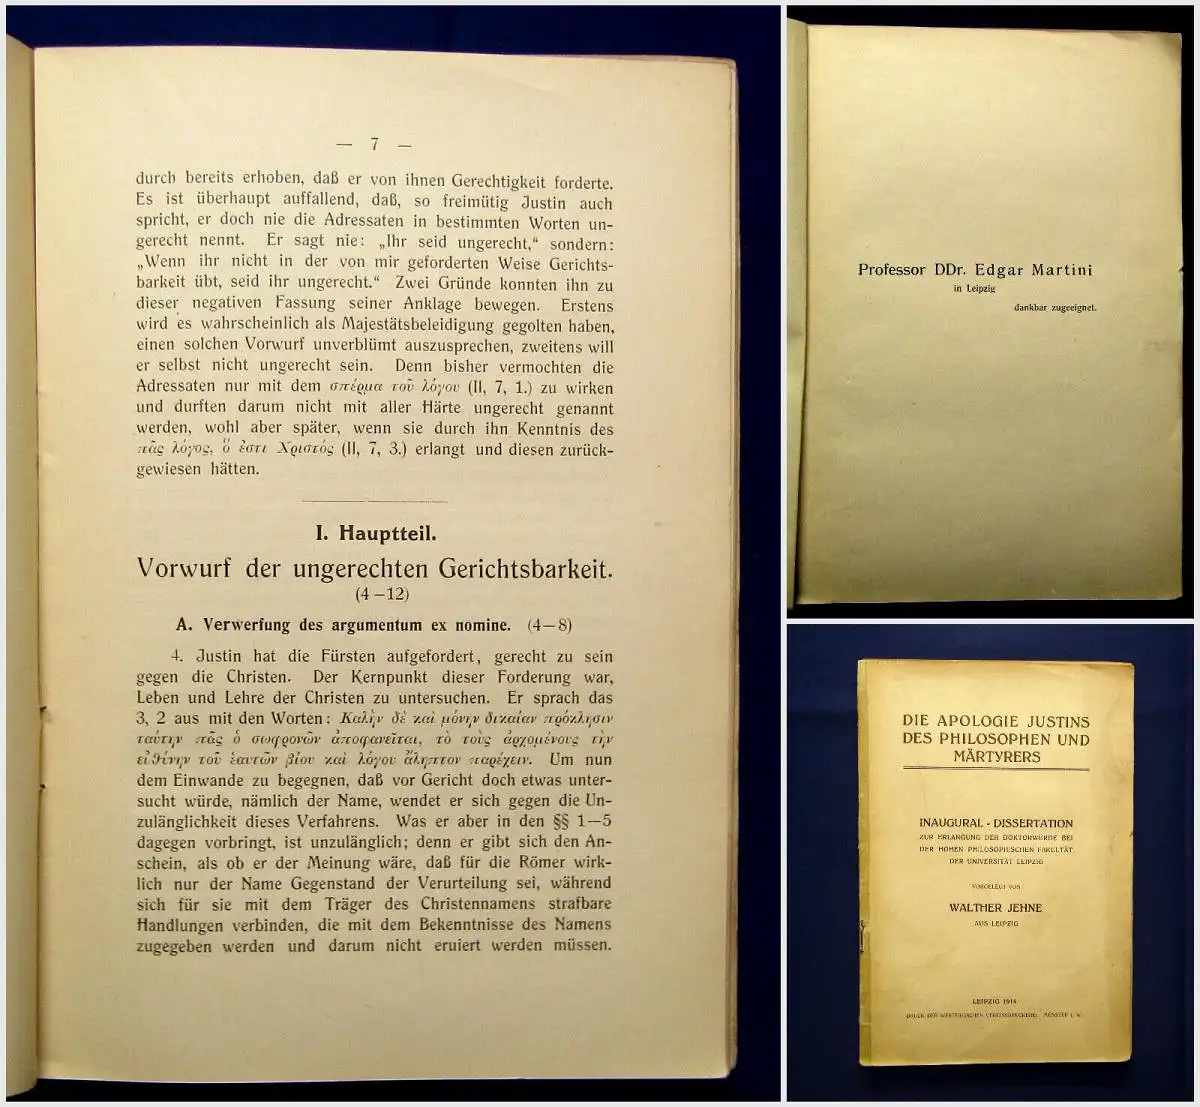 — 7 —
durch bereits erhoben, daß er von ihnen Gerechtigkeit forderte.
Es ist überhaupt auffallend, daß, so freimütig Justin auch
spricht, er doch nie die Adressaten in bestimmten Worten un-
gerecht nennt. Er sagt nie: „Ihr seid ungerecht,“ sondern:
„Wenn ihr nicht in der von mir geforderten Weise Gerichts-
barkeit übt, seid ihr ungerecht.“ Zwei Gründe konnten ihn zu
dieser negativen Fassung seiner Anklage bewegen. Erstens
wird es wahrscheinlich als Majestätsbeleidigung gegolten haben,
einen solchen Vorwurf unverblümt auszusprechen, zweitens will
er selbst nicht ungerecht sein. Denn bisher vermochten die
Adressaten nur mit dem σπέρμα τοῦ λόγου (II, 7, 1.) zu wirken
und durften darum nicht mit aller Härte ungerecht genannt
werden, wohl aber später, wenn sie durch ihn Kenntnis des
πᾶς λόγος, ὅ ἐστι Χριστός (II, 7, 3.) erlangt und diesen zurück-
gewiesen hätten.
I. Hauptteil.
Vorwurf der ungerechten Gerichtsbarkeit.
(4–12)
A. Verwerfung des argumentum ex nomine. (4–8)
4. Justin hat die Fürsten aufgefordert, gerecht zu sein
gegen die Christen. Der Kernpunkt dieser Forderung war,
Leben und Lehre der Christen zu untersuchen. Er sprach das
3, 2 aus mit den Worten: Καλὴν δὲ καὶ μόνην δικαίαν πρόκλησιν
ταύτην πᾶς ὁ σωφρονῶν ἀποφανεῖται, τὸ τοὺς ἀρχομένους τὴν
εὐθύνην τοῦ ἑαυτῶν βίου καὶ λόγου ἄληπτον παρέχειν. Um nun
dem Einwande zu begegnen, daß vor Gericht doch etwas unter-
sucht würde, nämlich der Name, wendet er sich gegen die Un-
zulänglichkeit dieses Verfahrens. Was er aber in den §§ 1–5
dagegen vorbringt, ist unzulänglich; denn er gibt sich den An-
schein, als ob er der Meinung wäre, daß für die Römer wirk-
lich nur der Name Gegenstand der Verurteilung sei, während
sich für sie mit dem Träger des Christennamens strafbare
Handlungen verbinden, die mit dem Bekenntnisse des Namens
zugegeben werden und darum nicht eruiert werden müssen.
Professor DDr. Edgar Martini
in Leipzig
dankbar zugeeignet.
DIE APOLOGIE JUSTINS
DES PHILOSOPHEN UND
MÄRTYRERS
INAUGURAL-DISSERTATION
ZUR ERLANGUNG DER DOKTORWÜRDE BEI
DER HOHEN PHILOSOPHISCHEN FAKULTÄT
DER UNIVERSITÄT LEIPZIG
VORGELEGT VON
WALTHER JEHNE
AUS LEIPZIG
LEIPZIG 1914
DRUCK DER WESTFÄLISCHEN VEREINSDRUCKEREI MÜNSTER I. W.